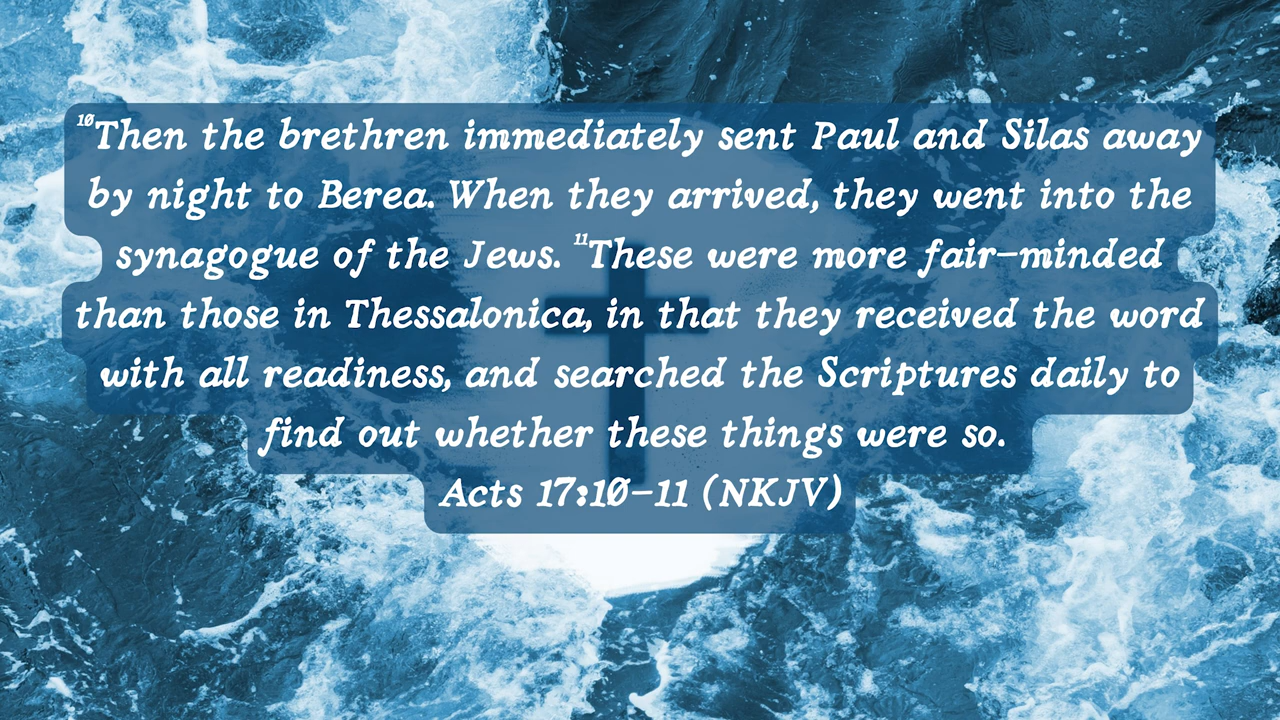 ¹⁰Then the brethren immediately sent Paul and Silas away
by night to Berea. When they arrived, they went into the
synagogue of the Jews. ¹¹These were more fair-minded
than those in Thessalonica, in that they received the word
with all readiness, and searched the Scriptures daily to
find out whether these things were so.
Acts 17:10-11 (NKJV)